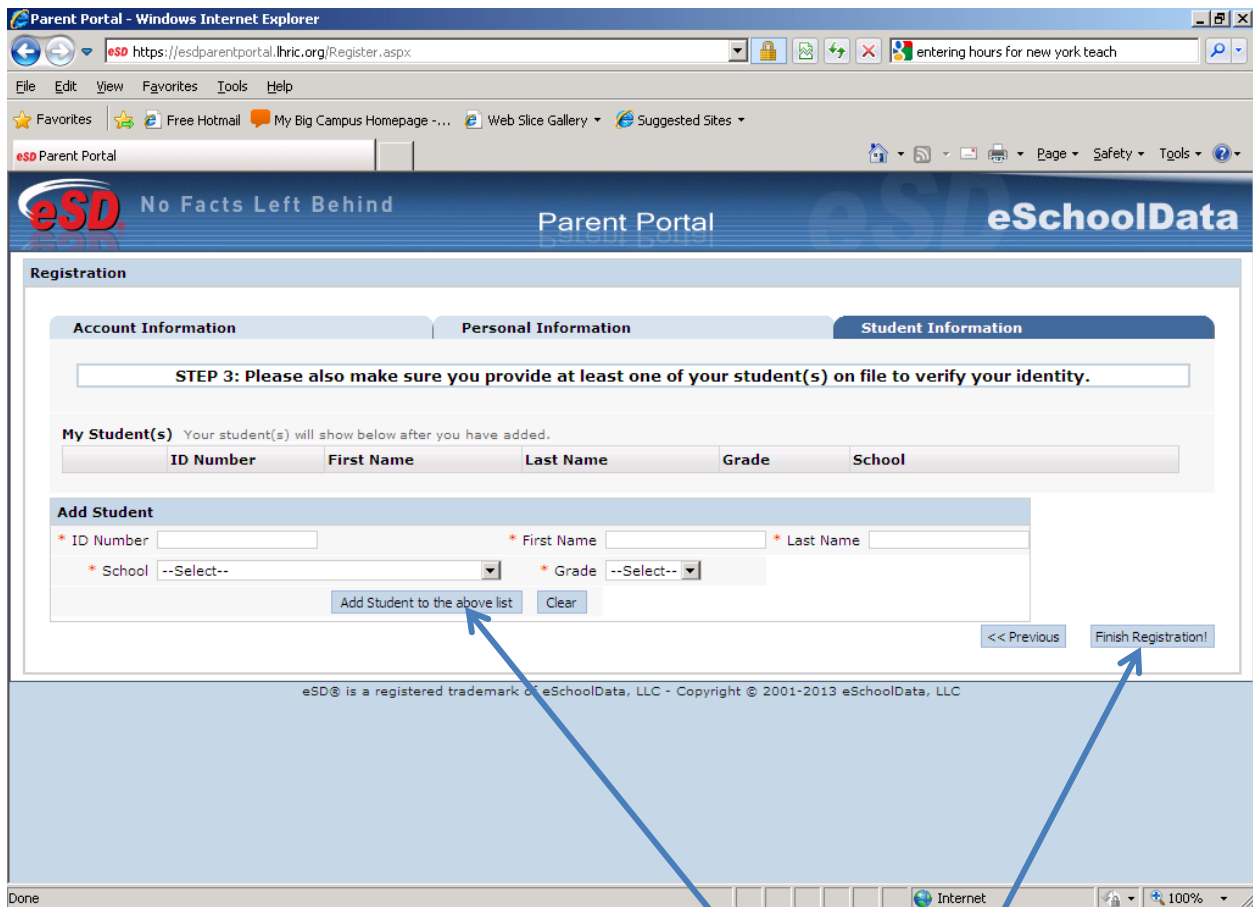 Parent Portal - Windows Internet Explorer
eSD https://esdparentportal.lhric.org/Register.aspx
entering hours for new york teach
File Edit View Favorites Tools Help
Favorites Free Hotmail My Big Campus Homepage -... Web Slice Gallery Suggested Sites
eSD Parent Portal
Page Safety Tools
eSD No Facts Left Behind Parent Portal eSD eSchoolData
Registration
Account Information Personal Information Student Information
STEP 3: Please also make sure you provide at least one of your student(s) on file to verify your identity.
My Student(s) Your student(s) will show below after you have added.
ID Number First Name Last Name Grade School
Add Student
* ID Number * First Name * Last Name
* School --Select-- * Grade --Select--
Add Student to the above list Clear
<< Previous Finish Registration!
eSD® is a registered trademark of eSchoolData, LLC - Copyright © 2001-2013 eSchoolData, LLC
Done Internet 100%